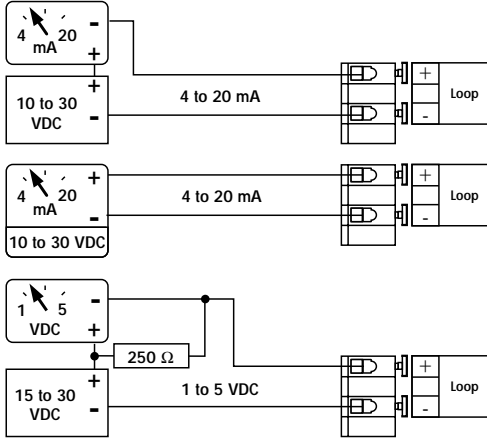 4 20 -
mA
+
+
10 to 30
VDC -
4 to 20 mA
+
Loop
-
4 20 +
mA
-
10 to 30 VDC
4 to 20 mA
+
Loop
-
1 5 -
VDC +
250 Ω
+
15 to 30
VDC -
1 to 5 VDC
+
Loop
-